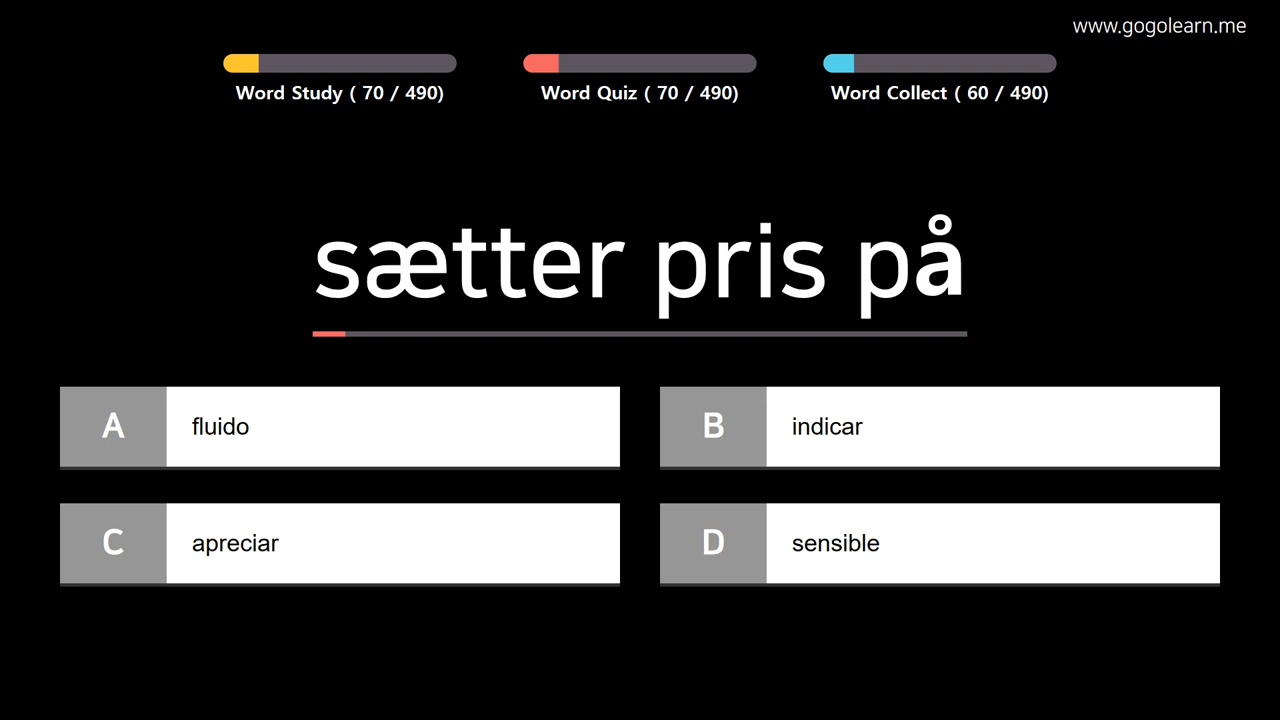 www.gogolearn.me
Word Study ( 70 / 490)
Word Quiz ( 70 / 490)
Word Collect ( 60 / 490)
sætter pris på
A fluido
B indicar
C apreciar
D sensible